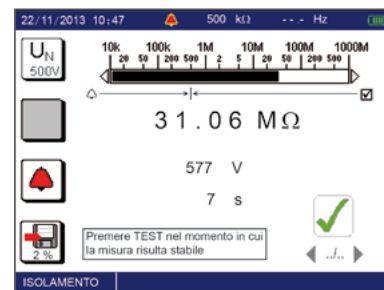 22/11/2013 10:47 500 kΩ --.- Hz
UN
500V
10k 100k 1M 10M 100M 1000M
20 50 200 500 2 5 20 50 200 500
31.06 MΩ
577 V
7 s
Premere TEST nel momento in cui
la misura risulta stabile
2 %
../..
ISOLAMENTO